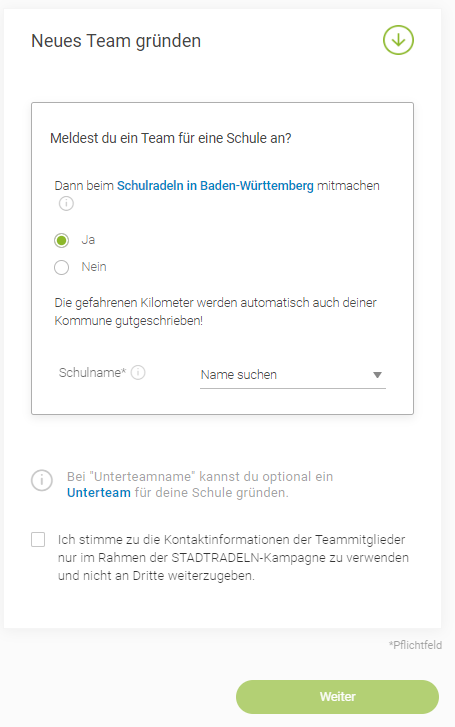 Neues Team gründen
Meldest du ein Team für eine Schule an?
Dann beim Schulradeln in Baden-Württemberg mitmachen
Ja
Nein
Die gefahrenen Kilometer werden automatisch auch deiner
Kommune gutgeschrieben!
Schulname*
Name suchen
Bei "Unterteamname" kannst du optional ein
Unterteam für deine Schule gründen.
Ich stimme zu die Kontaktinformationen der Teammitglieder
nur im Rahmen der STADTRADELN-Kampagne zu verwenden
und nicht an Dritte weiterzugeben.
*Pflichtfeld
Weiter